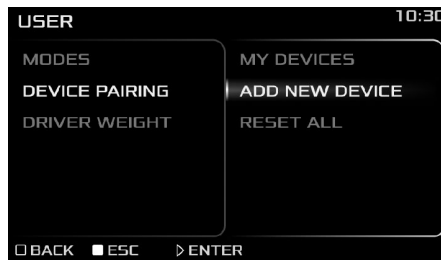 USER 10:30
MODES
DEVICE PAIRING
DRIVER WEIGHT
MY DEVICES
ADD NEW DEVICE
RESET ALL
BACK ESC ENTER